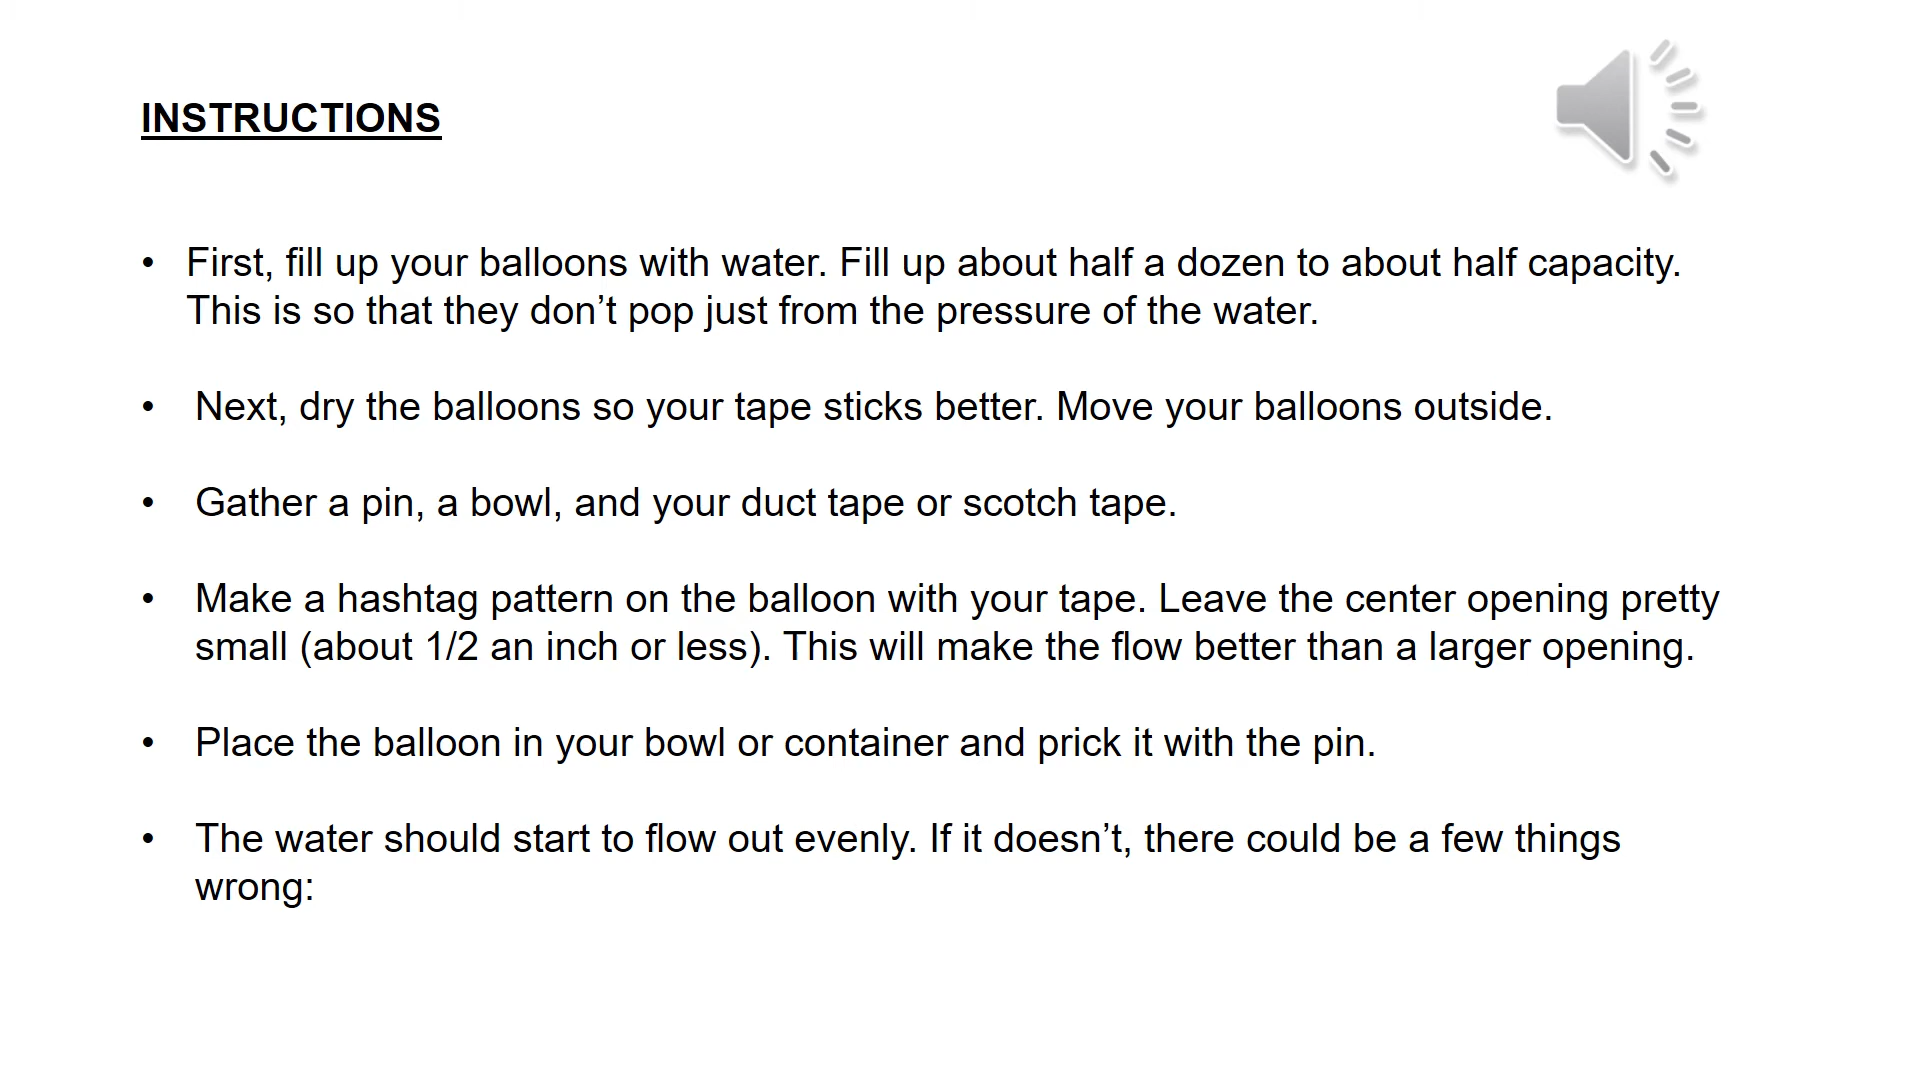 INSTRUCTIONS
• First, fill up your balloons with water. Fill up about half a dozen to about half capacity.
This is so that they don’t pop just from the pressure of the water.
• Next, dry the balloons so your tape sticks better. Move your balloons outside.
• Gather a pin, a bowl, and your duct tape or scotch tape.
• Make a hashtag pattern on the balloon with your tape. Leave the center opening pretty
small (about 1/2 an inch or less). This will make the flow better than a larger opening.
• Place the balloon in your bowl or container and prick it with the pin.
• The water should start to flow out evenly. If it doesn’t, there could be a few things
wrong: